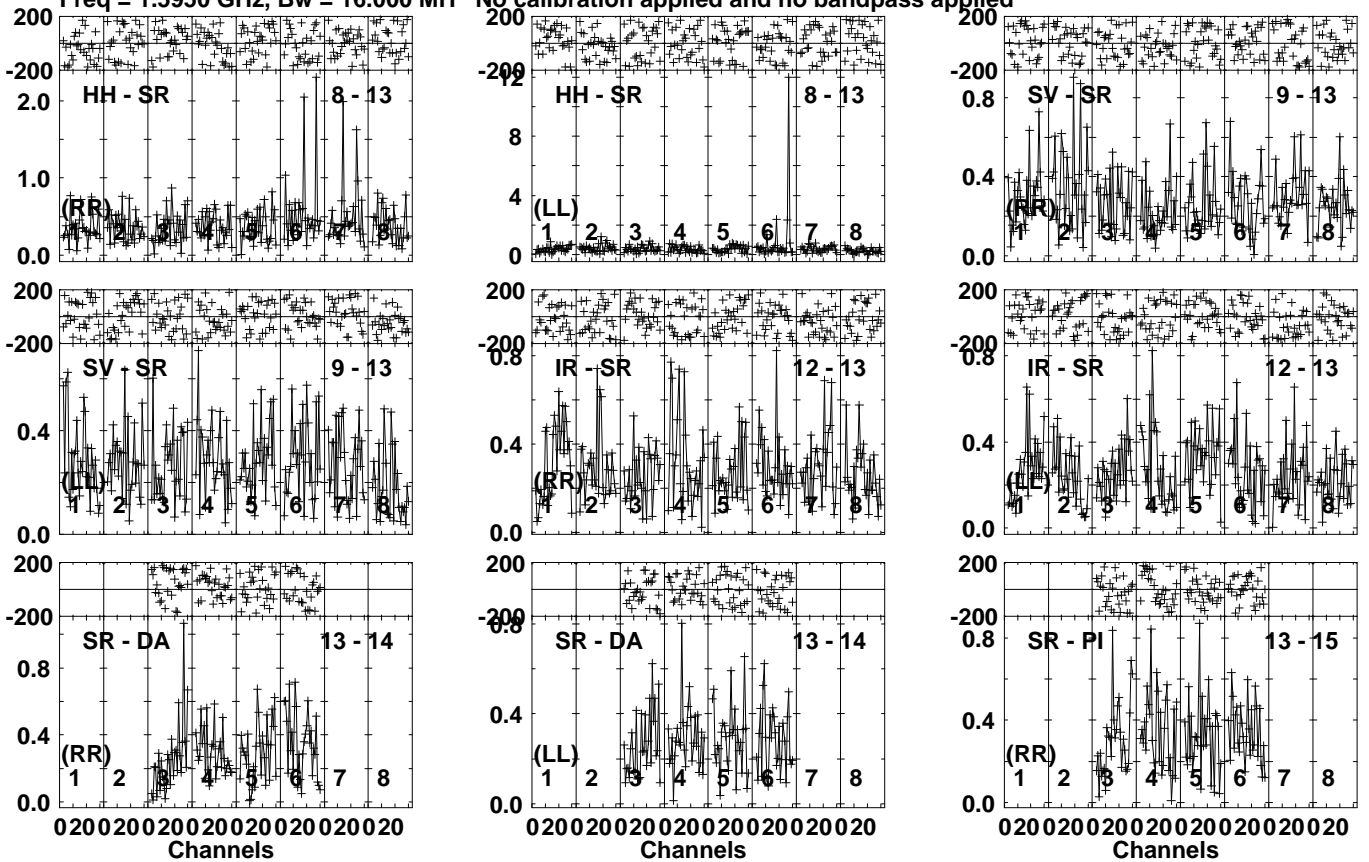 Freq = 1.5950 GHz, Bw = 16.000 MH No calibration applied and no bandpass applied
200 200 200
-200 -200 -200
HH - SR 8 - 13 HH - SR 8 - 13 SV - SR 9 - 13
2.0 12 0.8
1.0 8 0.4
0.0 4 0.0
0
(RR) (LL) (RR)
1 2 3 4 5 6 7 8 1 2 3 4 5 6 7 8 1 2 3 4 5 6 7 8
200 200 200
-200 -200 -200
SV - SR 9 - 13 IR - SR 12 - 13 IR - SR 12 - 13
0.8 0.8
0.4 0.4 0.4
(LL) (RR) (LL)
1 2 3 4 5 6 7 8 1 2 3 4 5 6 7 8 1 2 3 4 5 6 7 8
0.0 0.0 0.0
200 200 200
-200 -200 -200
SR - DA 13 - 14 SR - DA 13 - 14 SR - PI 13 - 15
0.8 0.8 0.8
0.4 0.4 0.4
(RR) (LL) (RR)
1 2 3 4 5 6 7 8 1 2 3 4 5 6 7 8 1 2 3 4 5 6 7 8
0.0 0.0 0.0
0 20 0 20 0 20 0 20 0 20 0 20 0 20 0 20 0 20 0 20 0 20 0 20 0 20 0 20 0 20 0 20 0 20 0 20 0 20 0 20 0 20 0 20 0 20 0 20
Channels Channels Channels